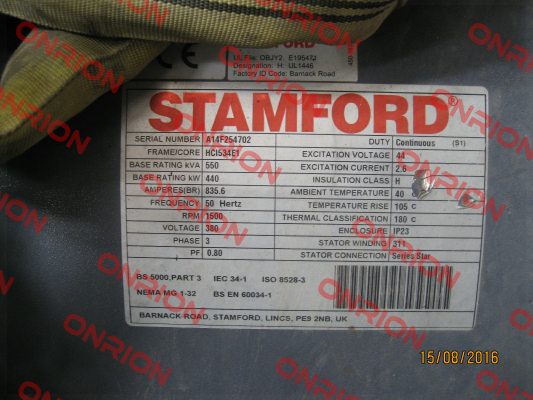 STAMFORD
UL File: OBJY2. E195432
Designation: H: UL1446
Factory ID Code: Barnack Road
STAMFORD®
SERIAL NUMBER A14F254702
FRAME/CORE HCI534E1
BASE RATING kVA 550
BASE RATING kW 440
AMPERES(BR) 835.6
FREQUENCY 50 Hertz
RPM 1500
VOLTAGE 380
PHASE 3
PF 0.80
DUTY Continuous (S1)
EXCITATION VOLTAGE 44
EXCITATION CURRENT 2.6
INSULATION CLASS H
AMBIENT TEMPERATURE 40 C
TEMPERATURE RISE 105 C
THERMAL CLASSIFICATION 180 C
ENCLOSURE IP23
STATOR WINDING 311
STATOR CONNECTION Series Star
BS 5000,PART 3 IEC 34-1 ISO 8528-3
NEMA MG 1-32 BS EN 60034-1
BARNACK ROAD, STAMFORD, LINCS, PE9 2NB, UK
15/08/2016
ONRION